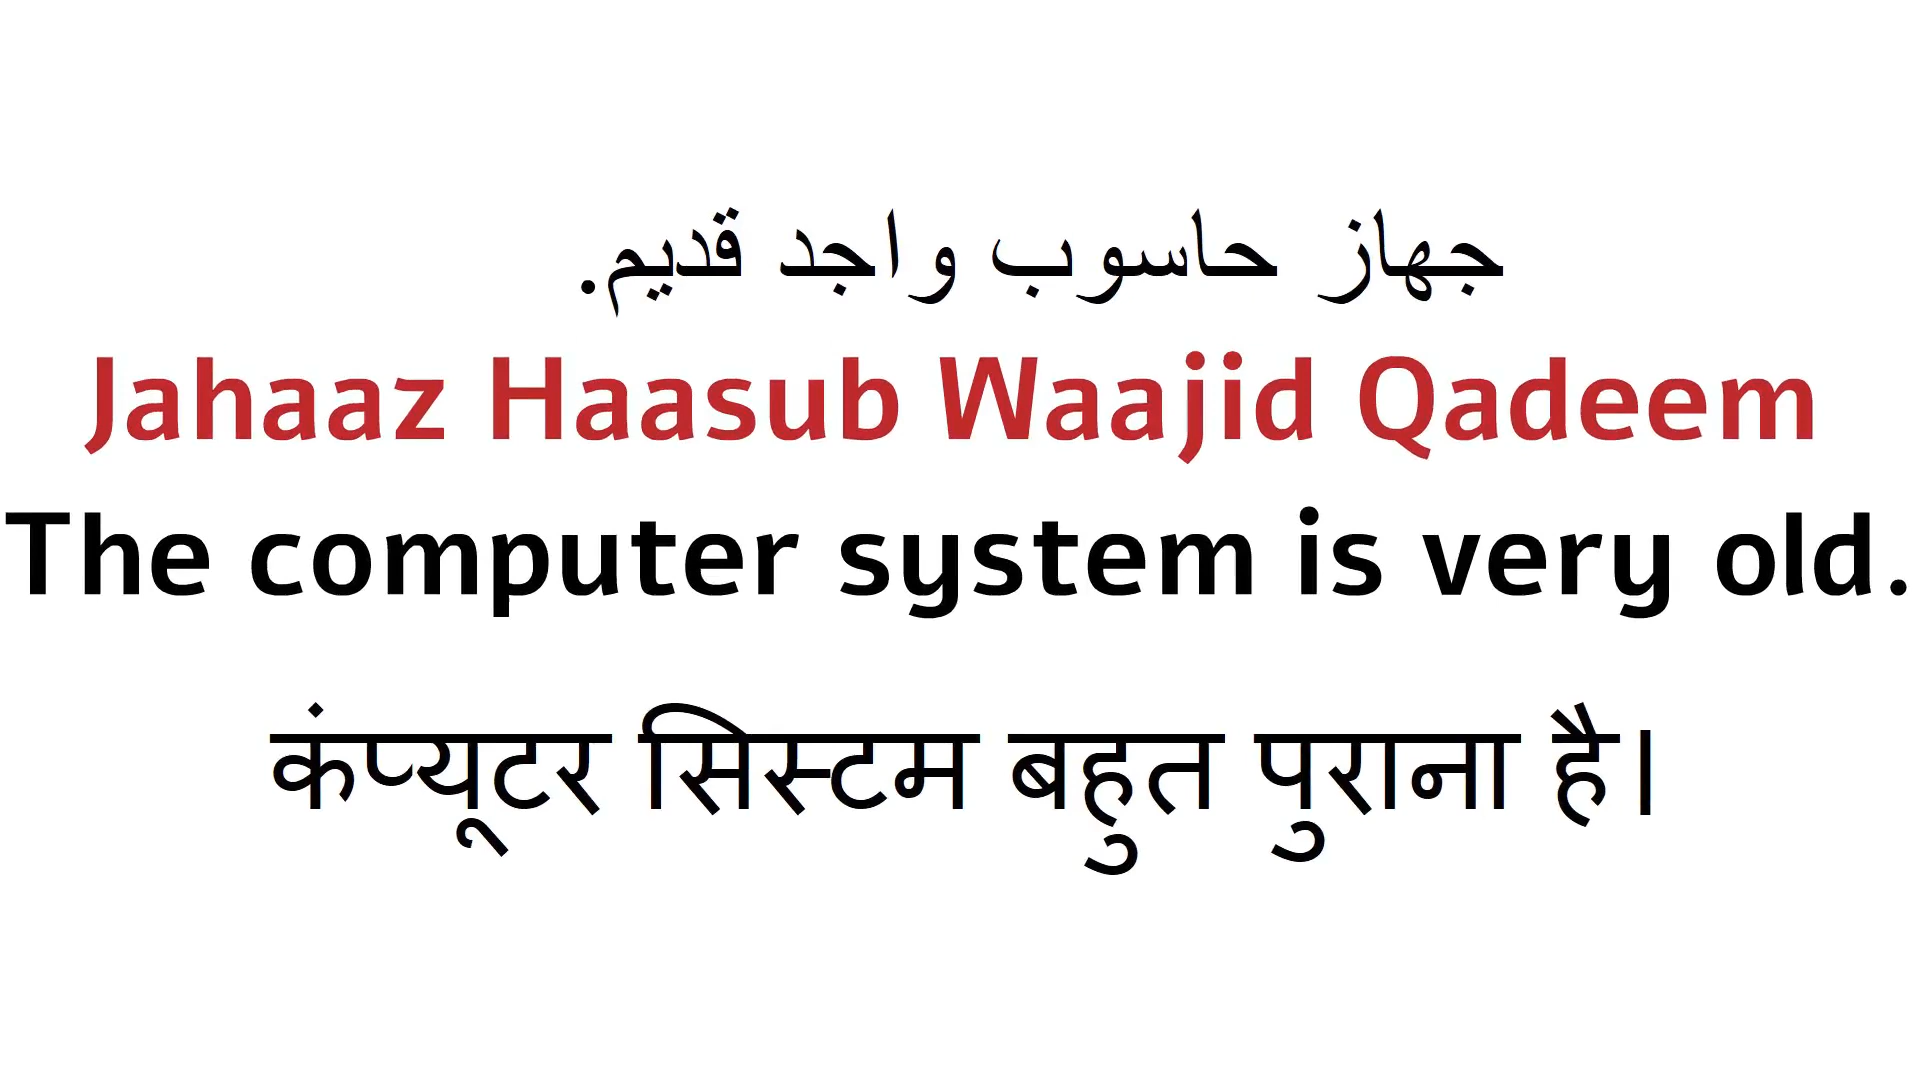 جهاز حاسوب واجد قديم.
Jahaaz Haasub Waajid Qadeem
The computer system is very old.
कंप्यूटर सिस्टम बहुत पुराना है।